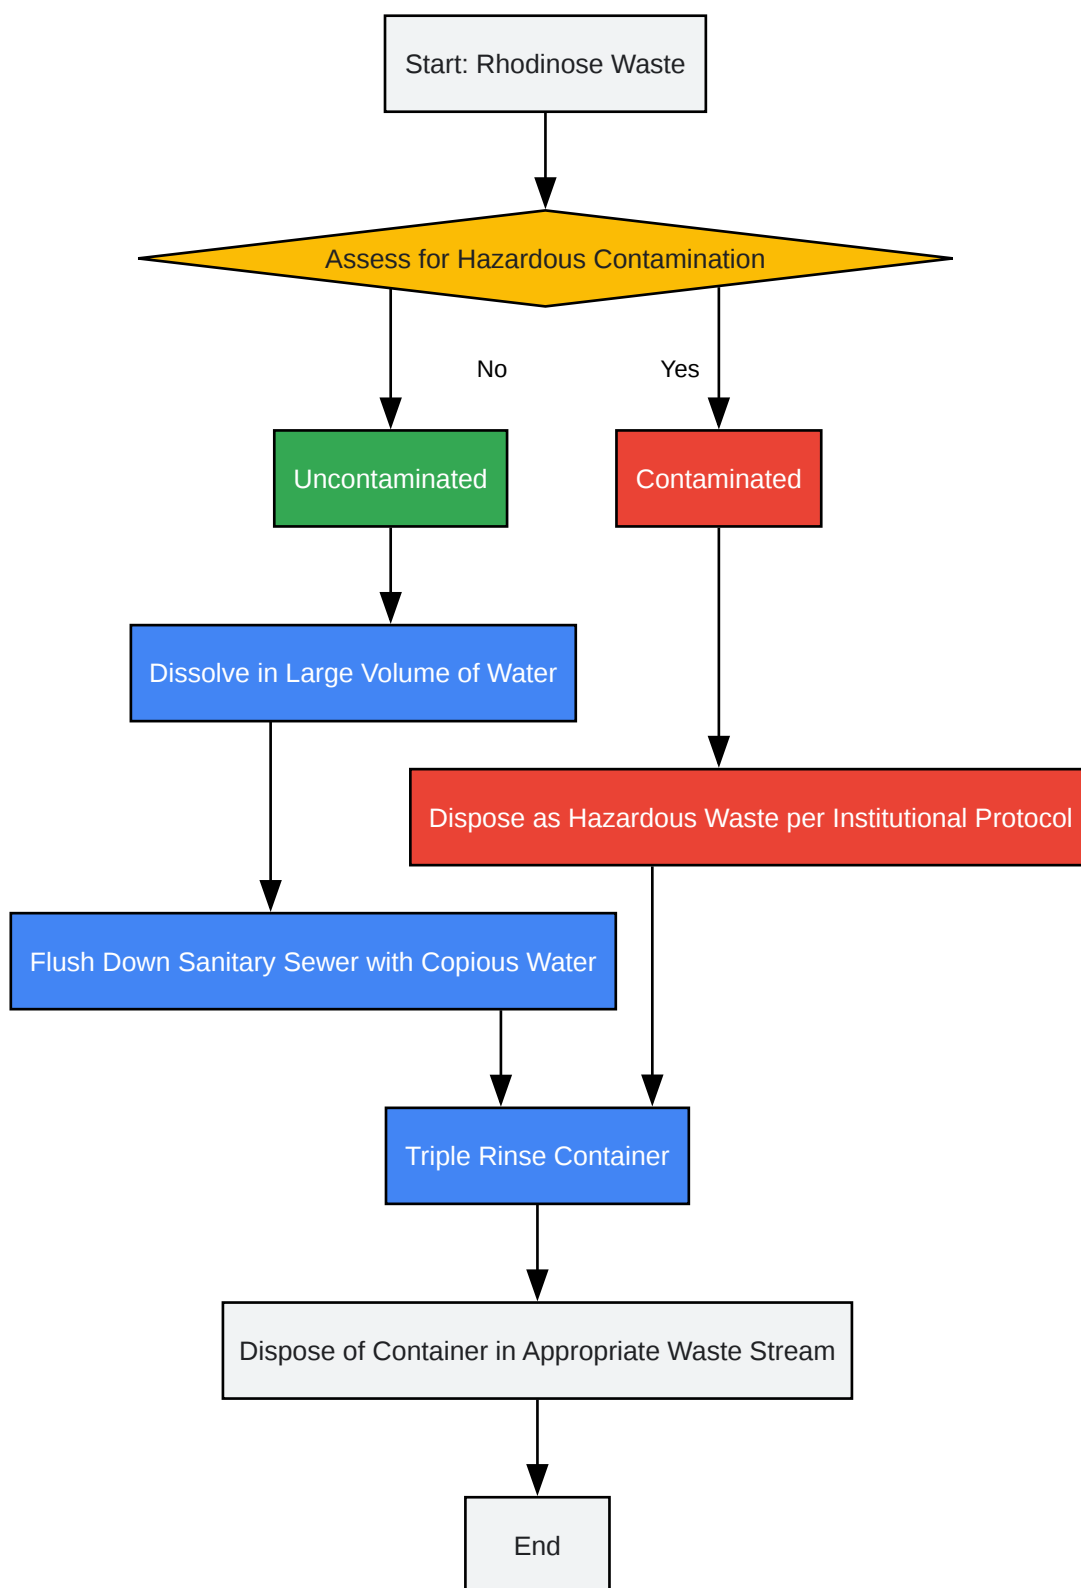 Start: Rhodinose Waste
Assess for Hazardous Contamination
No
Yes
Uncontaminated
Contaminated
Dissolve in Large Volume of Water
Dispose as Hazardous Waste per Institutional Protocol
Flush Down Sanitary Sewer with Copious Water
Triple Rinse Container
Dispose of Container in Appropriate Waste Stream
End